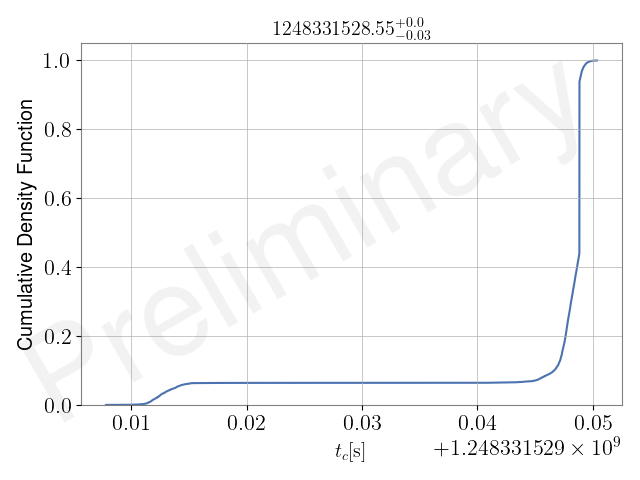 1248331528.55^{+0.0}_{-0.03}
Cumulative Density Function
1.0
0.8
0.6
0.4
0.2
0.0
0.01 0.02 0.03 0.04 0.05
t_c[s]
+1.248331529 × 10^9
Preliminary